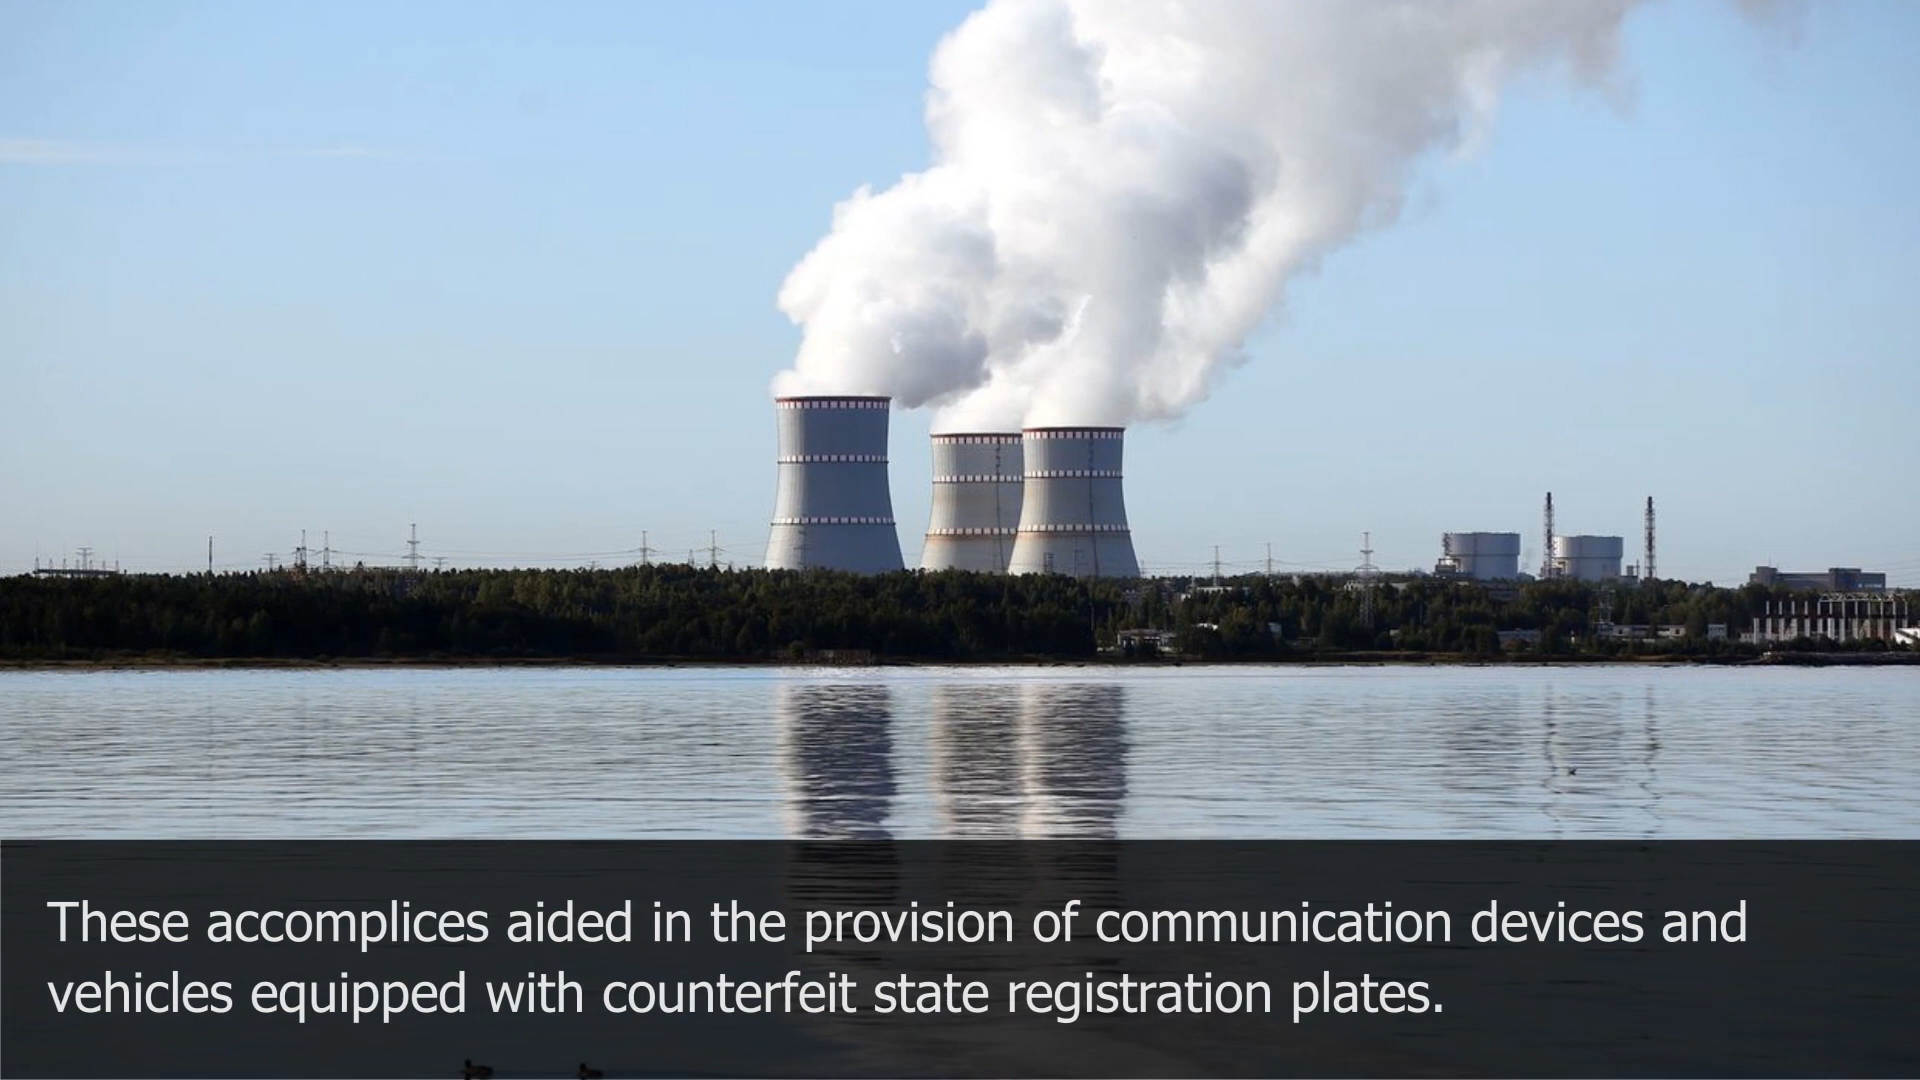 These accomplices aided in the provision of communication devices and
vehicles equipped with counterfeit state registration plates.